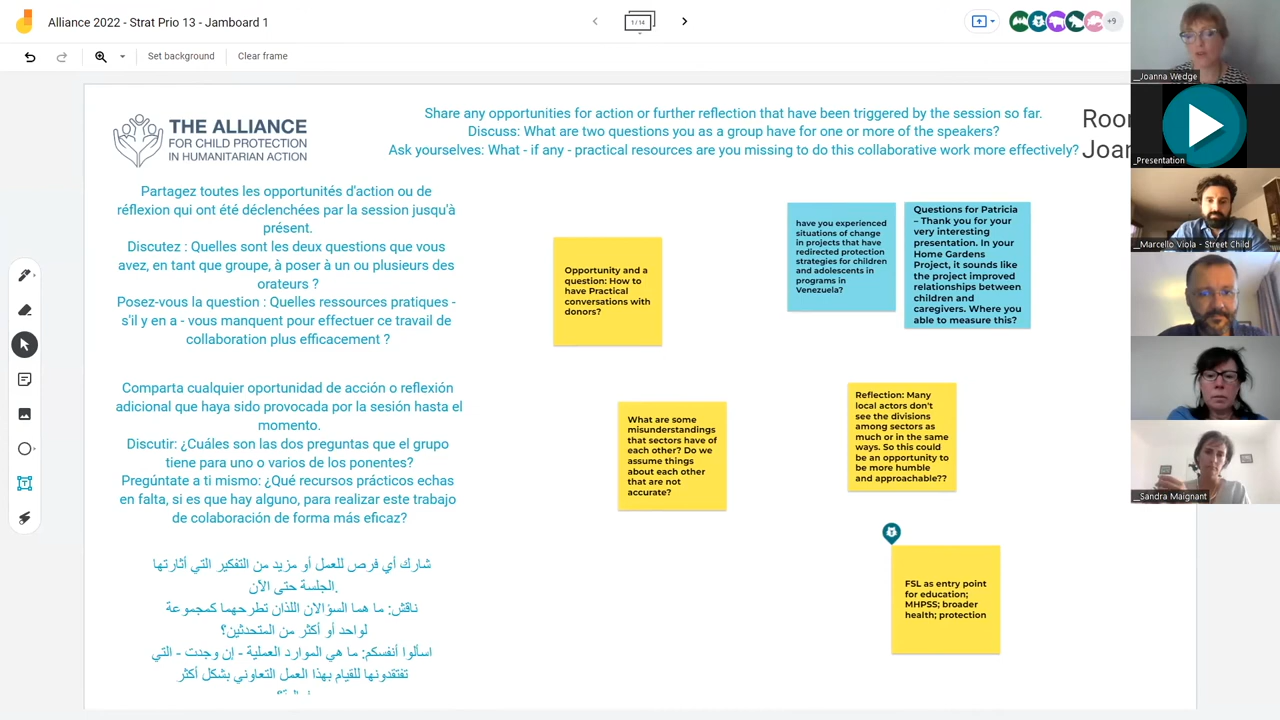 Alliance 2022 - Strat Prio 13 - Jamboard 1
1 / 14
+9
Set background
Clear frame
THE ALLIANCE
FOR CHILD PROTECTION
IN HUMANITARIAN ACTION
Share any opportunities for action or further reflection that have been triggered by the session so far.
Discuss: What are two questions you as a group have for one or more of the speakers?
Ask yourselves: What - if any - practical resources are you missing to do this collaborative work more effectively?
Partagez toutes les opportunités d'action ou de
réflexion qui ont été déclenchées par la session jusqu'à
présent.
Discutez : Quelles sont les deux questions que vous
avez, en tant que groupe, à poser à un ou plusieurs des
orateurs ?
Posez-vous la question : Quelles ressources pratiques -
s'il y en a - vous manquent pour effectuer ce travail de
collaboration plus efficacement ?
Comparta cualquier oportunidad de acción o reflexión
adicional que haya sido provocada por la sesión hasta el
momento.
Discutir: ¿Cuáles son las dos preguntas que el grupo
tiene para uno o varios de los ponentes?
Pregúntate a ti mismo: ¿Qué recursos prácticos echas
en falta, si es que hay alguno, para realizar este trabajo
de colaboración de forma más eficaz?
شارك أي فرص للعمل أو مزيد من التفكير التي أثارتها
الجلسة حتى الآن.
ناقش: ما هما السؤالان اللذان تطرحهما كمجموعة
لواحد أو أكثر من المتحدثين؟
اسألوا أنفسكم: ما هي الموارد العملية - إن وجدت - التي
تفتقدونها للقيام بهذا العمل التعاوني بشكل أكثر
Opportunity and a
question: How to
have Practical
conversations with
donors?
have you experienced
situations of change
in projects that have
redirected protection
strategies for children
and adolescents in
programs in
Venezuela?
Questions for Patricia
– Thank you for your
very interesting
presentation. In your
Home Gardens
Project, it sounds like
the project improved
relationships between
children and
caregivers. Where you
able to measure this?
What are some
misunderstandings
that sectors have of
each other? Do we
assume things
about each other
that are not
accurate?
Reflection: Many
local actors don't
see the divisions
among sectors as
much or in the same
ways. So this could
be an opportunity to
be more humble
and approachable??
FSL as entry point
for education;
MHPSS; broader
health; protection
_Joanna Wedge
_Presentation
_Marcello Viola - Street Child
_Sandra Maignant